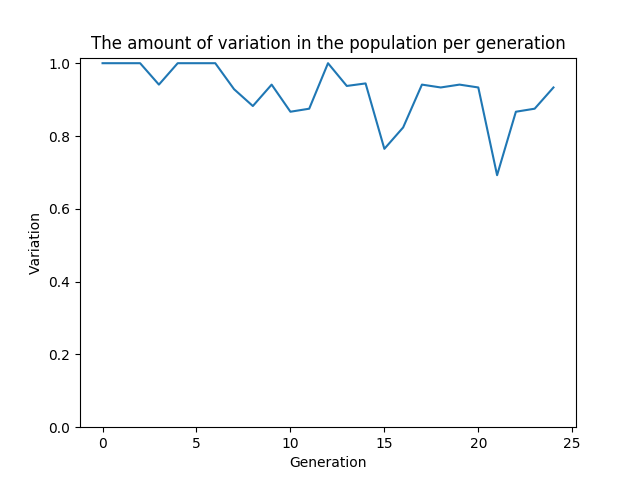 The amount of variation in the population per generation
1.0
0.8
0.6
0.4
0.2
0.0
Variation
0 5 10 15 20 25
Generation